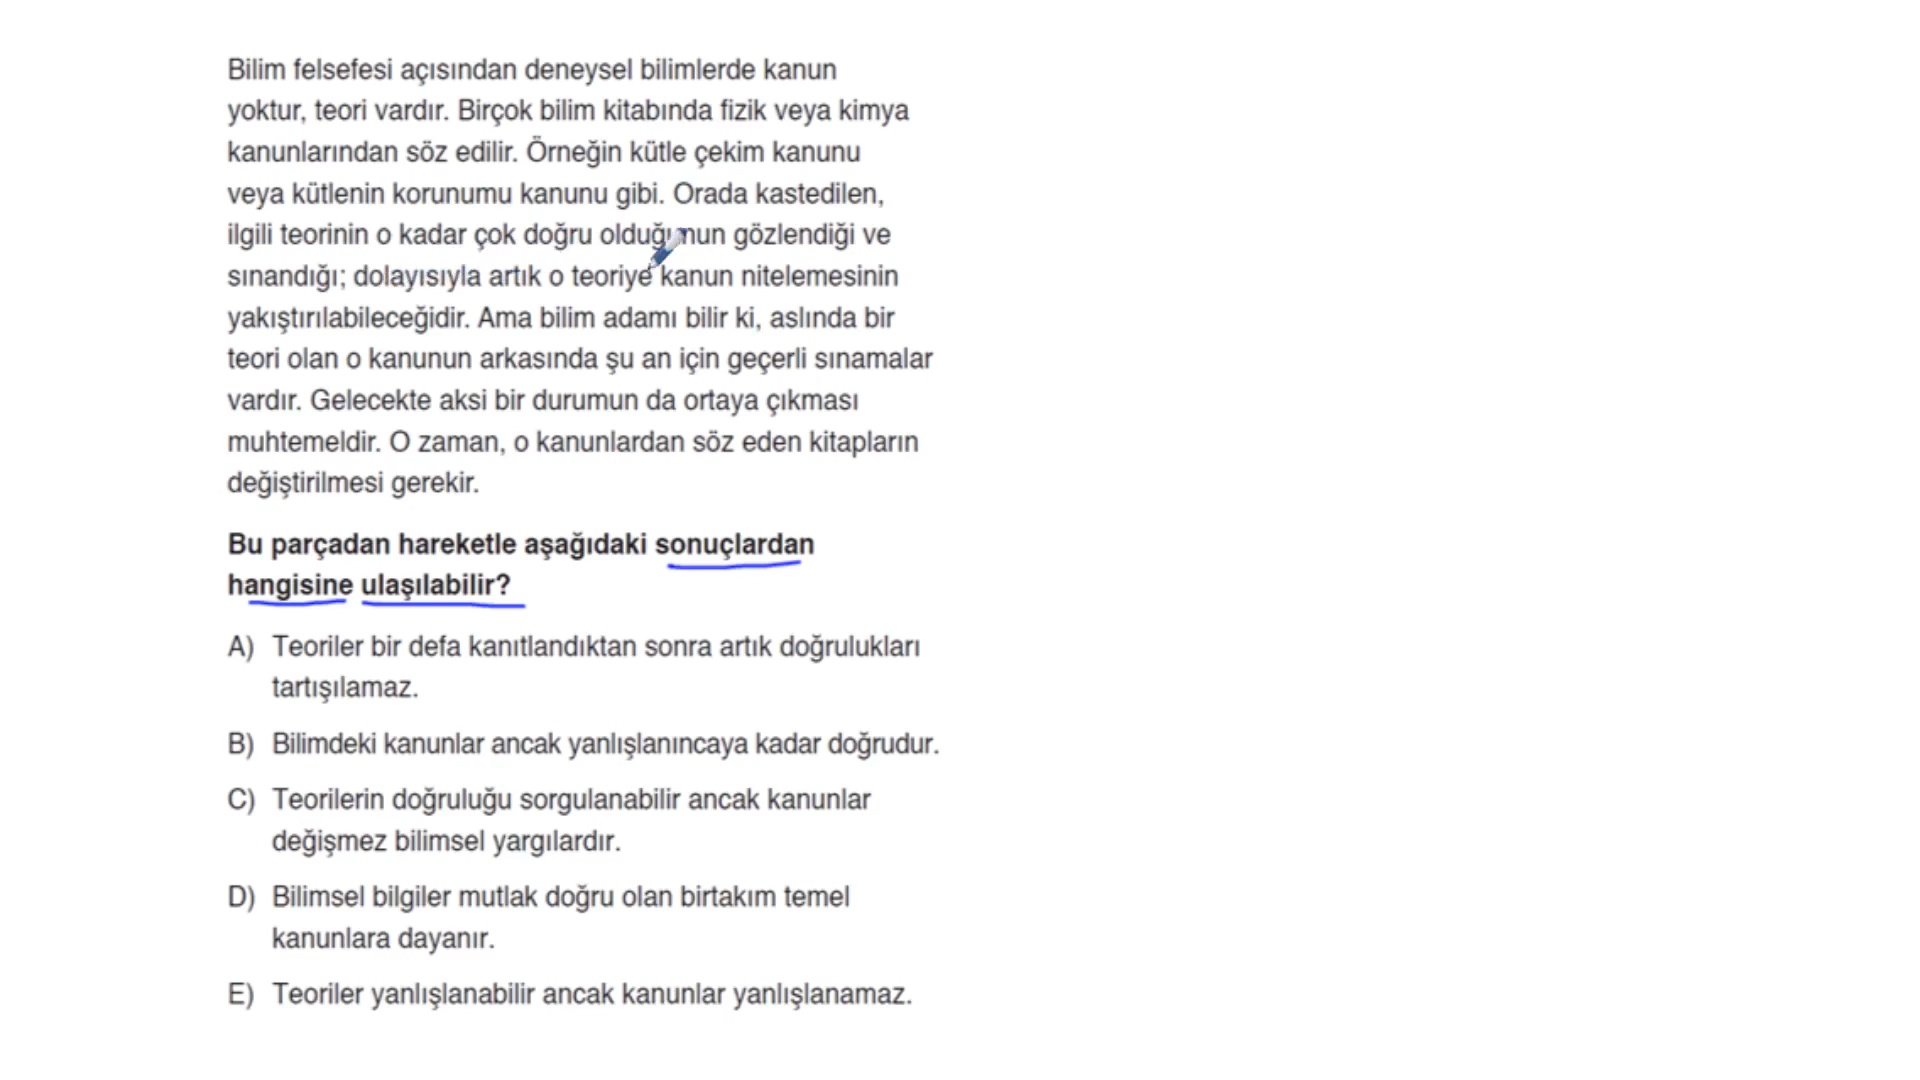 Bilim felsefesi açısından deneysel bilimlerde kanun
yoktur, teori vardır. Birçok bilim kitabında fizik veya kimya
kanunlarından söz edilir. Örneğin kütle çekim kanunu
veya kütlenin korunumu kanunu gibi. Orada kastedilen,
ilgili teorinin o kadar çok doğru olduğunun gözlendiği ve
sınandığı; dolayısıyla artık o teoriye kanun nitelemesinin
yakıştırılabileceğidir. Ama bilim adamı bilir ki, aslında bir
teori olan o kanunun arkasında şu an için geçerli sınamalar
vardır. Gelecekte aksi bir durumun da ortaya çıkması
muhtemeldir. O zaman, o kanunlardan söz eden kitapların
değiştirilmesi gerekir.
Bu parçadan hareketle aşağıdaki sonuçlardan
hangisine ulaşılabilir?
A) Teoriler bir defa kanıtlandıktan sonra artık doğrulukları
tartışılamaz.
B) Bilimdeki kanunlar ancak yanlışlanıncaya kadar doğrudur.
C) Teorilerin doğruluğu sorgulanabilir ancak kanunlar
değişmez bilimsel yargılardır.
D) Bilimsel bilgiler mutlak doğru olan birtakım temel
kanunlara dayanır.
E) Teoriler yanlışlanabilir ancak kanunlar yanlışlanamaz.